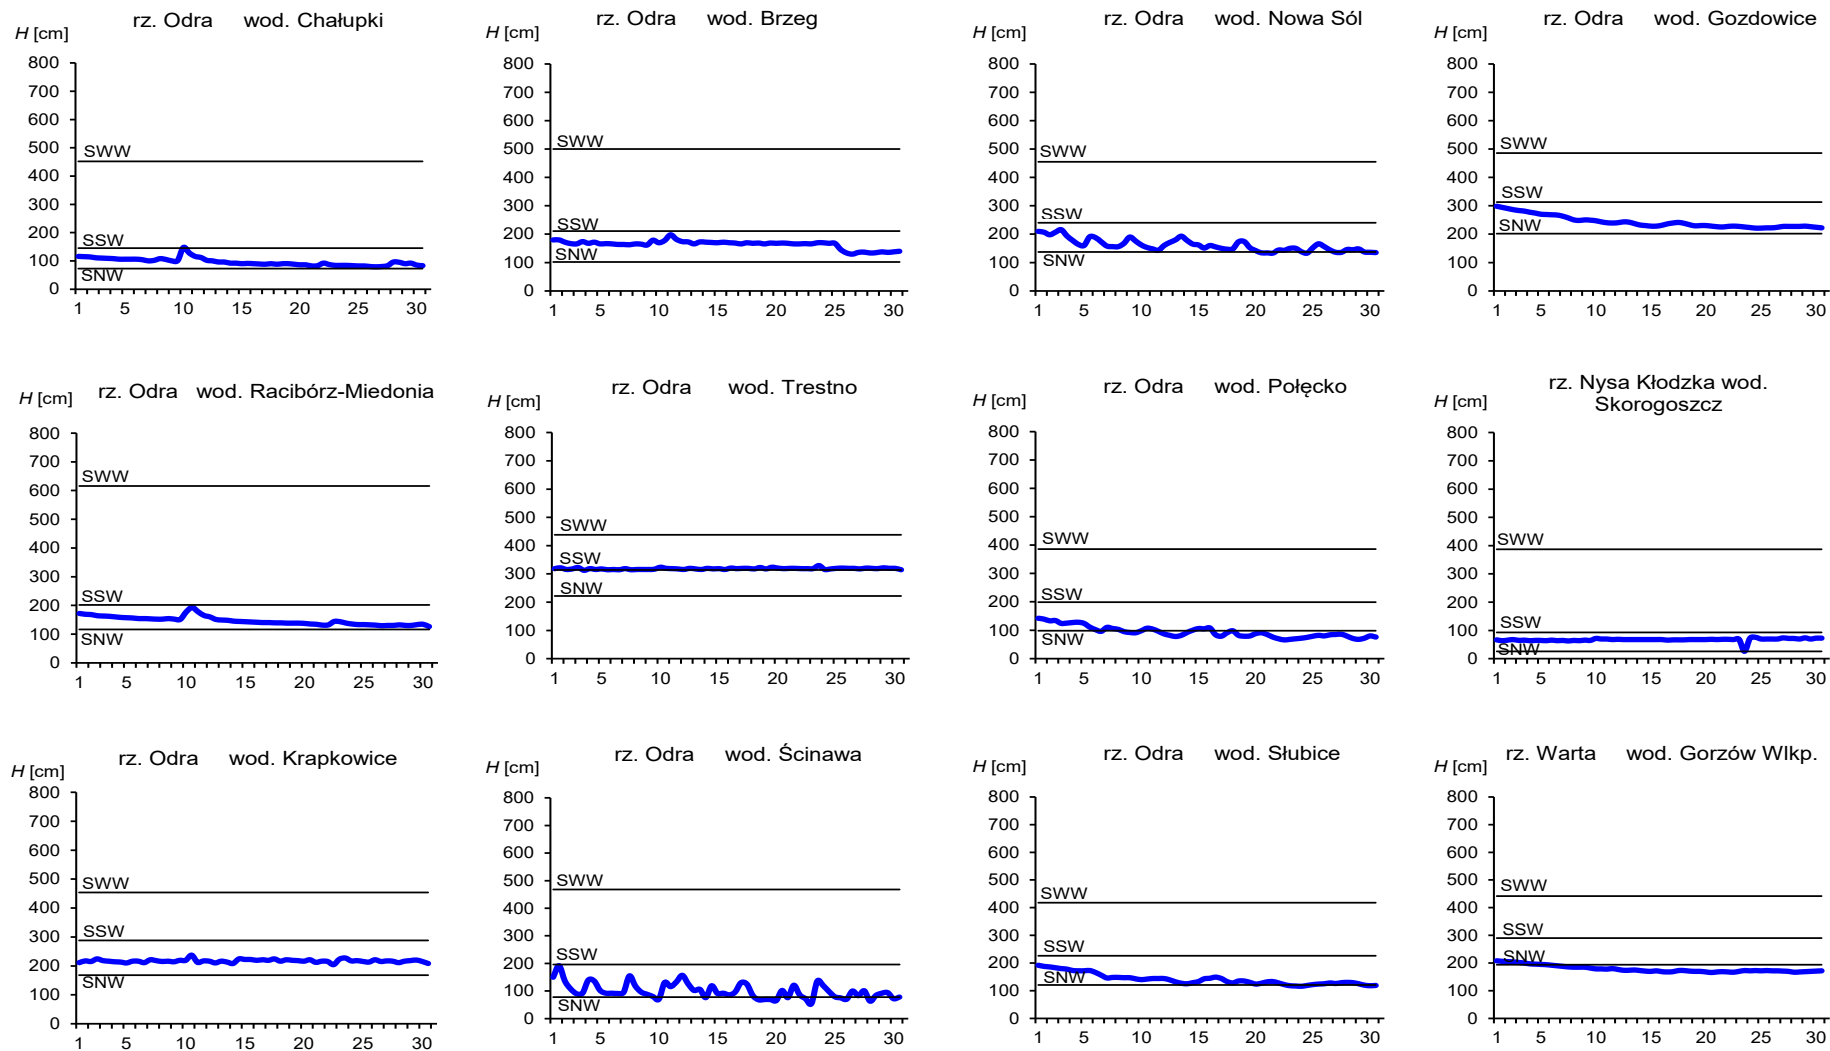 rz. Odra wod. Chałupki
H [cm]
800
700
600
500
400
300
200
100
0
SWW
SSW
SNW
1 5 10 15 20 25 30
rz. Odra wod. Brzeg
H [cm]
800
700
600
500
400
300
200
100
0
SWW
SSW
SNW
1 5 10 15 20 25 30
rz. Odra wod. Nowa Sól
H [cm]
800
700
600
500
400
300
200
100
0
SWW
SSW
SNW
1 5 10 15 20 25 30
rz. Odra wod. Gozdowice
H [cm]
800
700
600
500
400
300
200
100
0
SWW
SSW
SNW
1 5 10 15 20 25 30
rz. Odra wod. Racibórz-Miedonia
H [cm]
800
700
600
500
400
300
200
100
0
SWW
SSW
SNW
1 5 10 15 20 25 30
rz. Odra wod. Trestno
H [cm]
800
700
600
500
400
300
200
100
0
SWW
SSW
SNW
1 5 10 15 20 25 30
rz. Odra wod. Połęcko
H [cm]
800
700
600
500
400
300
200
100
0
SWW
SSW
SNW
1 5 10 15 20 25 30
rz. Nysa Kłodzka wod.
Skorogoszcz
H [cm]
800
700
600
500
400
300
200
100
0
SWW
SSW
SNW
1 5 10 15 20 25 30
rz. Odra wod. Krapkowice
H [cm]
800
700
600
500
400
300
200
100
0
SWW
SSW
SNW
1 5 10 15 20 25 30
rz. Odra wod. Ścinawa
H [cm]
800
700
600
500
400
300
200
100
0
SWW
SSW
SNW
1 5 10 15 20 25 30
rz. Odra wod. Słubice
H [cm]
800
700
600
500
400
300
200
100
0
SWW
SSW
SNW
1 5 10 15 20 25 30
rz. Warta wod. Gorzów Wlkp.
H [cm]
800
700
600
500
400
300
200
100
0
SWW
SSW
SNW
1 5 10 15 20 25 30